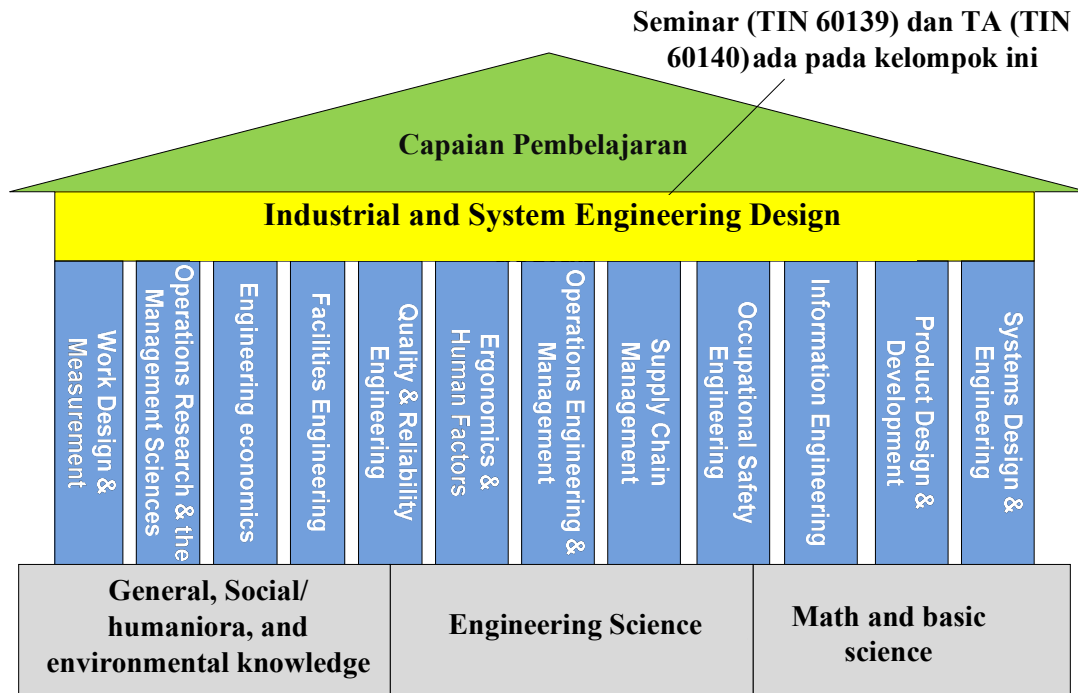 Seminar (TIN 60139) dan TA (TIN
60140) ada pada kelompok ini
Capaian Pembelajaran
Industrial and System Engineering Design
Work Design &
Measurement
Operations Research & the
Management Sciences
Engineering economics
Facilities Engineering
Quality & Reliability
Engineering
Ergonomics &
Human Factors
Operations Engineering &
Management
Supply Chain
Management
Occupational Safety
Engineering
Information Engineering
Product Design &
Development
Systems Design &
Engineering
General, Social/
humaniora, and
environmental knowledge
Engineering Science
Math and basic
science